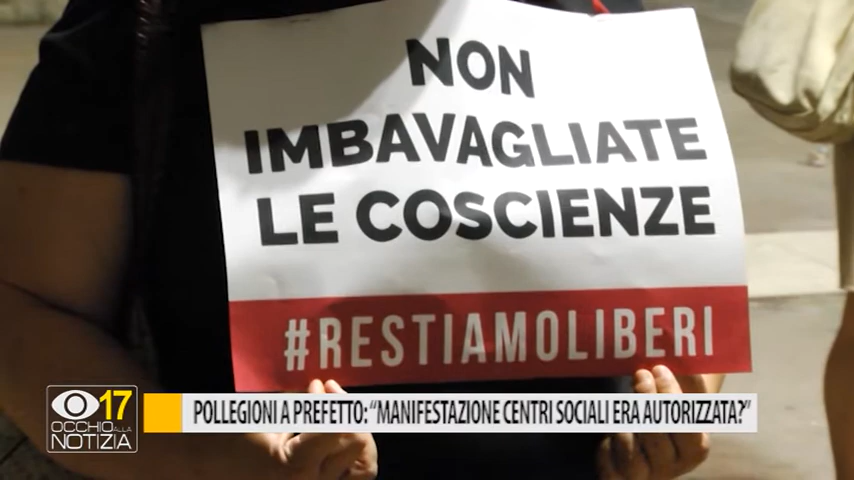 NON
IMBAVAGLIATE
LE COSCIENZE
#RESTIAMOLIBERI
17
OCCHIO ALLA
NOTIZIA
POLLEGIONI A PREFETTO: “MANIFESTAZIONE CENTRI SOCIALI ERA AUTORIZZATA?”